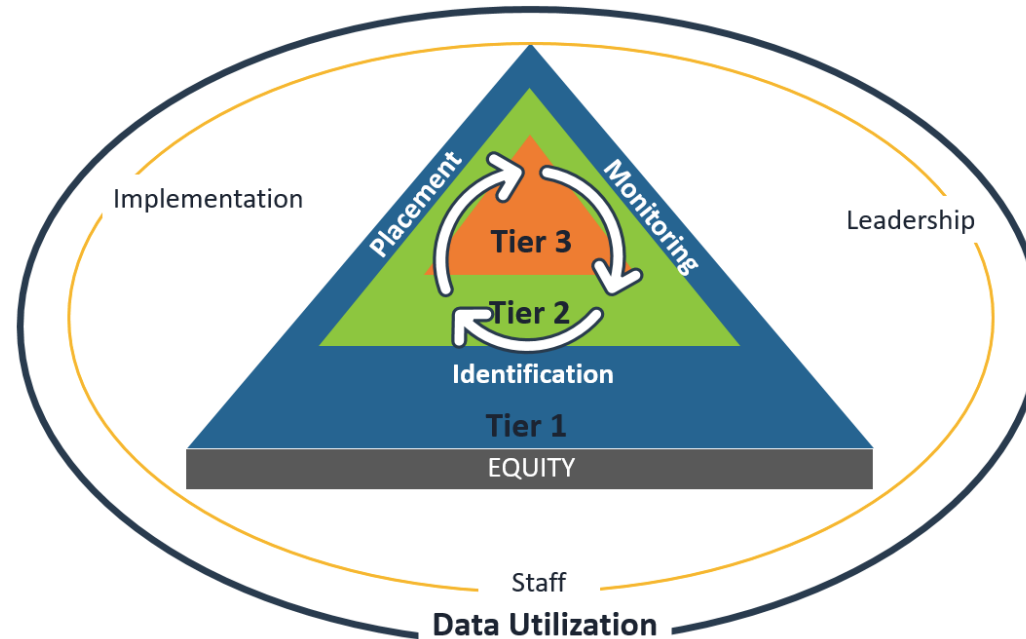 Placement
Monitoring
Implementation
Leadership
Tier 3
Tier 2
Identification
Tier 1
EQUITY
Staff
Data Utilization